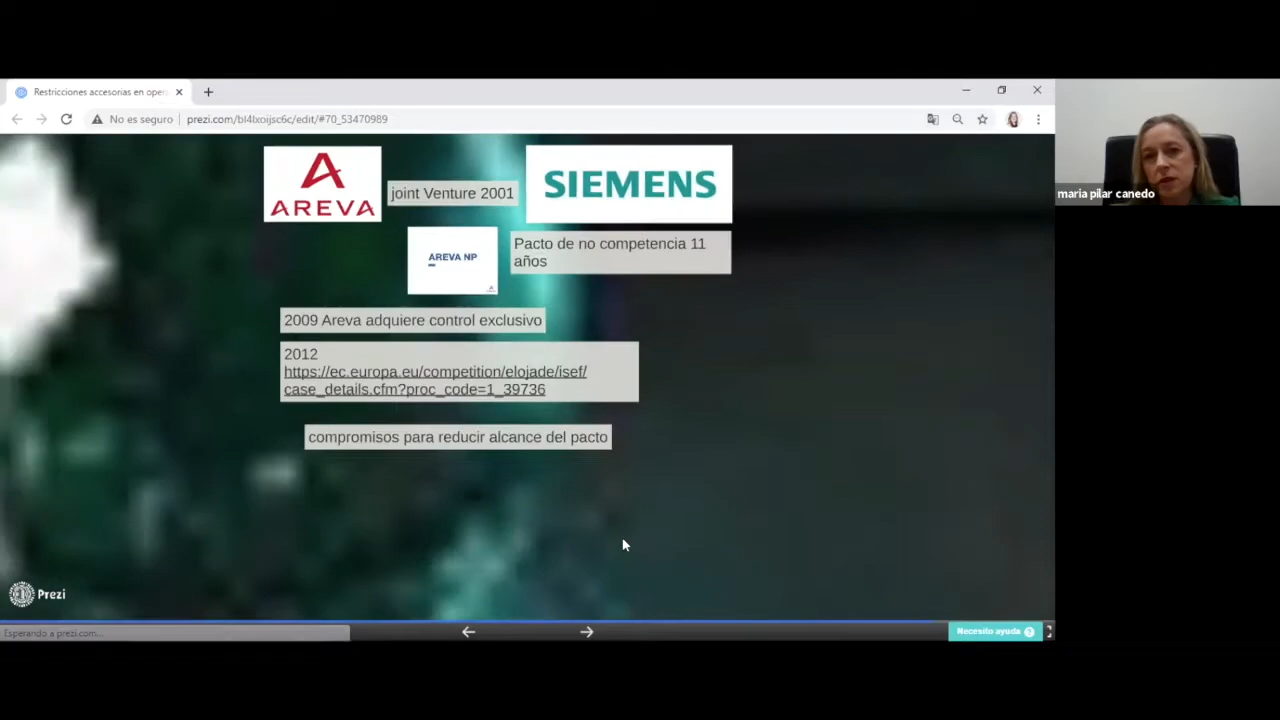 Restricciones accesorias en oper
No es seguro
prezi.com/bl4lxoijsc6c/edit/#70_53470989
AREVA
joint Venture 2001
SIEMENS
AREVA NP
Pacto de no competencia 11
años
2009 Areva adquiere control exclusivo
2012
https://ec.europa.eu/competition/elojade/isef/
case_details.cfm?proc_code=1_39736
compromisos para reducir alcance del pacto
maria pilar canedo
Prezi
Esperando a prezi.com...
Necesito ayuda ?